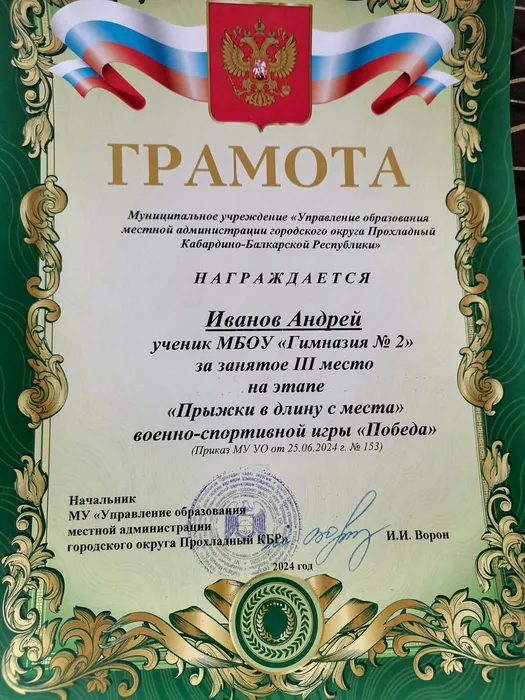 ГРАМОТА
Муниципальное учреждение «Управление образования
местной администрации городского округа Прохладный
Кабардино-Балкарской Республики»
НАГРАЖДАЕТСЯ
Иванов Андрей
ученик МБОУ «Гимназия № 2»
за занятое III место
на этапе
«Прыжки в длину с места»
военно-спортивной игры «Победа»
(Приказ МУ УО от 25.06.2024 г. № 153)
Начальник
МУ «Управление образования
местной администрации
городского округа Прохладный КБР»
И.И. Ворон
2024 год